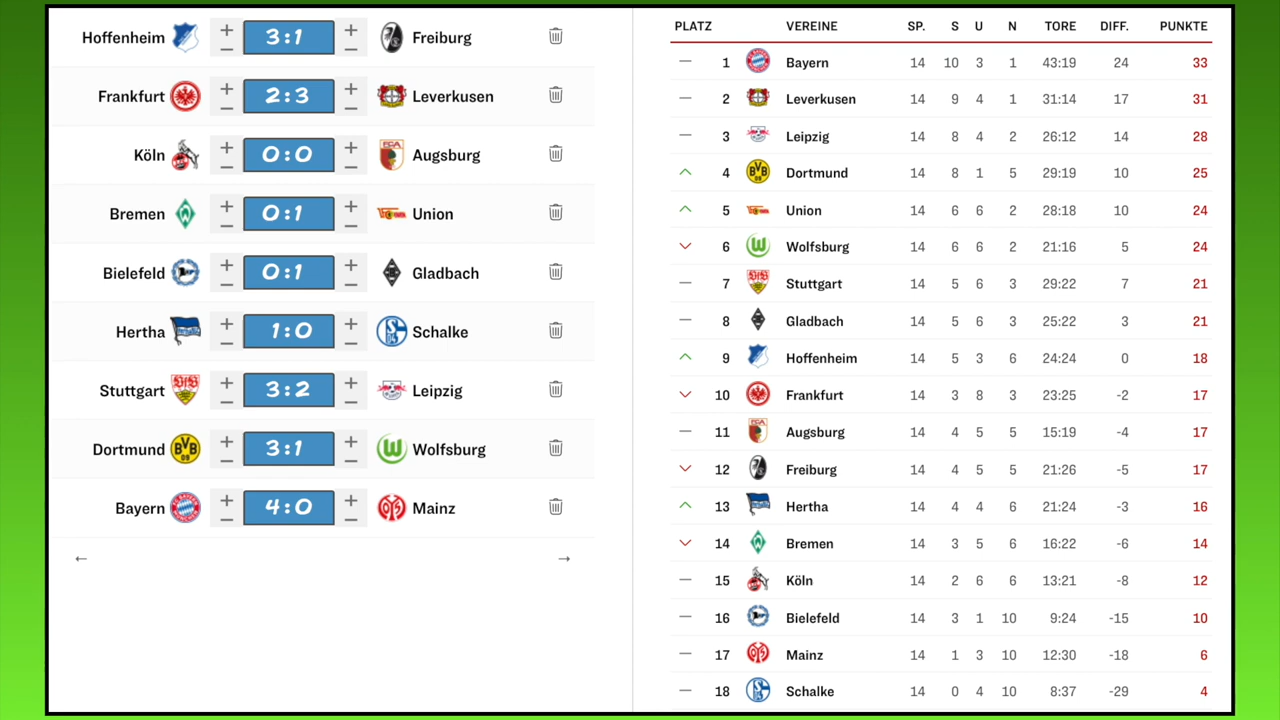 Hoffenheim 3:1 Freiburg
Frankfurt 2:3 Leverkusen
Köln 0:0 Augsburg
Bremen 0:1 Union
Bielefeld 0:1 Gladbach
Hertha 1:0 Schalke
Stuttgart 3:2 Leipzig
Dortmund 3:1 Wolfsburg
Bayern 4:0 Mainz
PLATZ VEREINE SP. S U N TORE DIFF. PUNKTE
1 Bayern 14 10 3 1 43:19 24 33
2 Leverkusen 14 9 4 1 31:14 17 31
3 Leipzig 14 8 4 2 26:12 14 28
4 Dortmund 14 8 1 5 29:19 10 25
5 Union 14 6 6 2 28:18 10 24
6 Wolfsburg 14 6 6 2 21:16 5 24
7 Stuttgart 14 5 6 3 29:22 7 21
8 Gladbach 14 5 6 3 25:22 3 21
9 Hoffenheim 14 5 3 6 24:24 0 18
10 Frankfurt 14 3 8 3 23:25 -2 17
11 Augsburg 14 4 5 5 15:19 -4 17
12 Freiburg 14 4 5 5 21:26 -5 17
13 Hertha 14 4 4 6 21:24 -3 16
14 Bremen 14 3 5 6 16:22 -6 14
15 Köln 14 2 6 6 13:21 -8 12
16 Bielefeld 14 3 1 10 9:24 -15 10
17 Mainz 14 1 3 10 12:30 -18 6
18 Schalke 14 0 4 10 8:37 -29 4